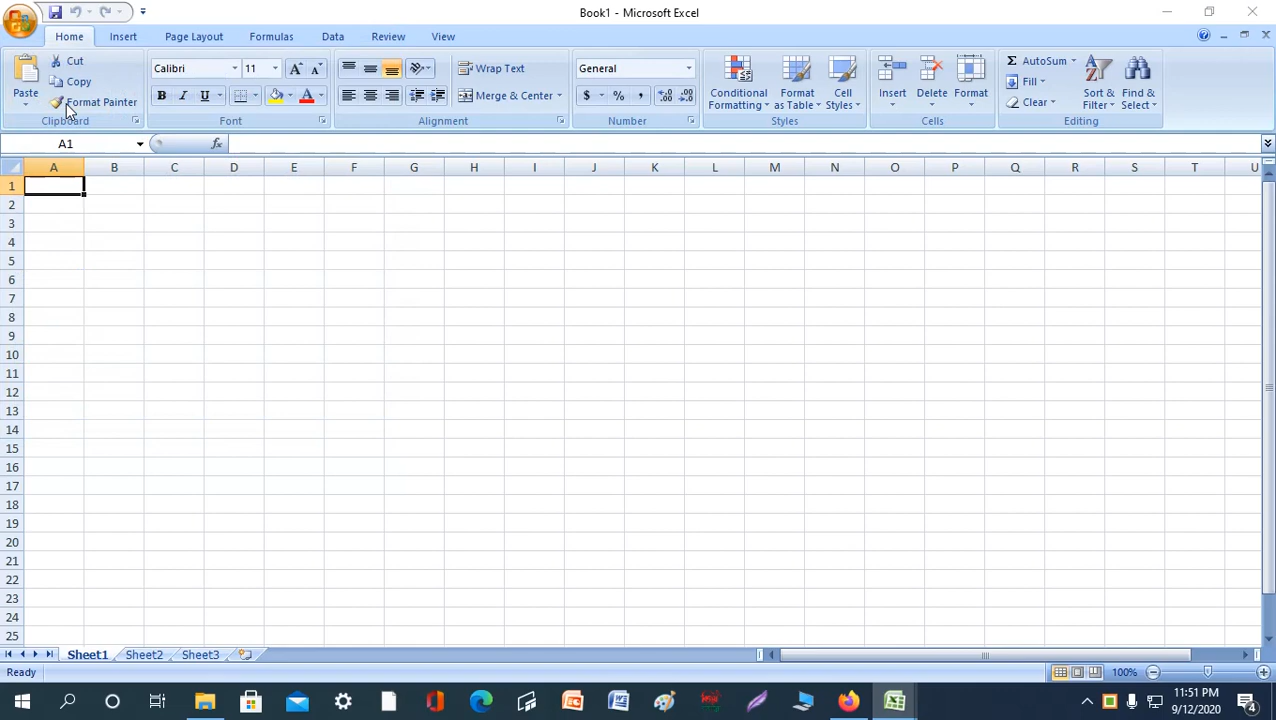 Book1 - Microsoft Excel
Home Insert Page Layout Formulas Data Review View
Paste
Cut
Copy
Format Painter
Clipboard
Calibri 11
B I U
Font
Wrap Text
Merge & Center
Alignment
General
$ % ,
Number
Conditional Formatting
Format as Table
Cell Styles
Styles
Insert Delete Format
Cells
Σ AutoSum
Fill
Clear
Sort & Filter
Find & Select
Editing
A1 fx
A B C D E F G H I J K L M N O P Q R S T U
1
2
3
4
5
6
7
8
9
10
11
12
13
14
15
16
17
18
19
20
21
22
23
24
25
Sheet1 Sheet2 Sheet3
Ready 100%
11:51 PM
9/12/2020
4